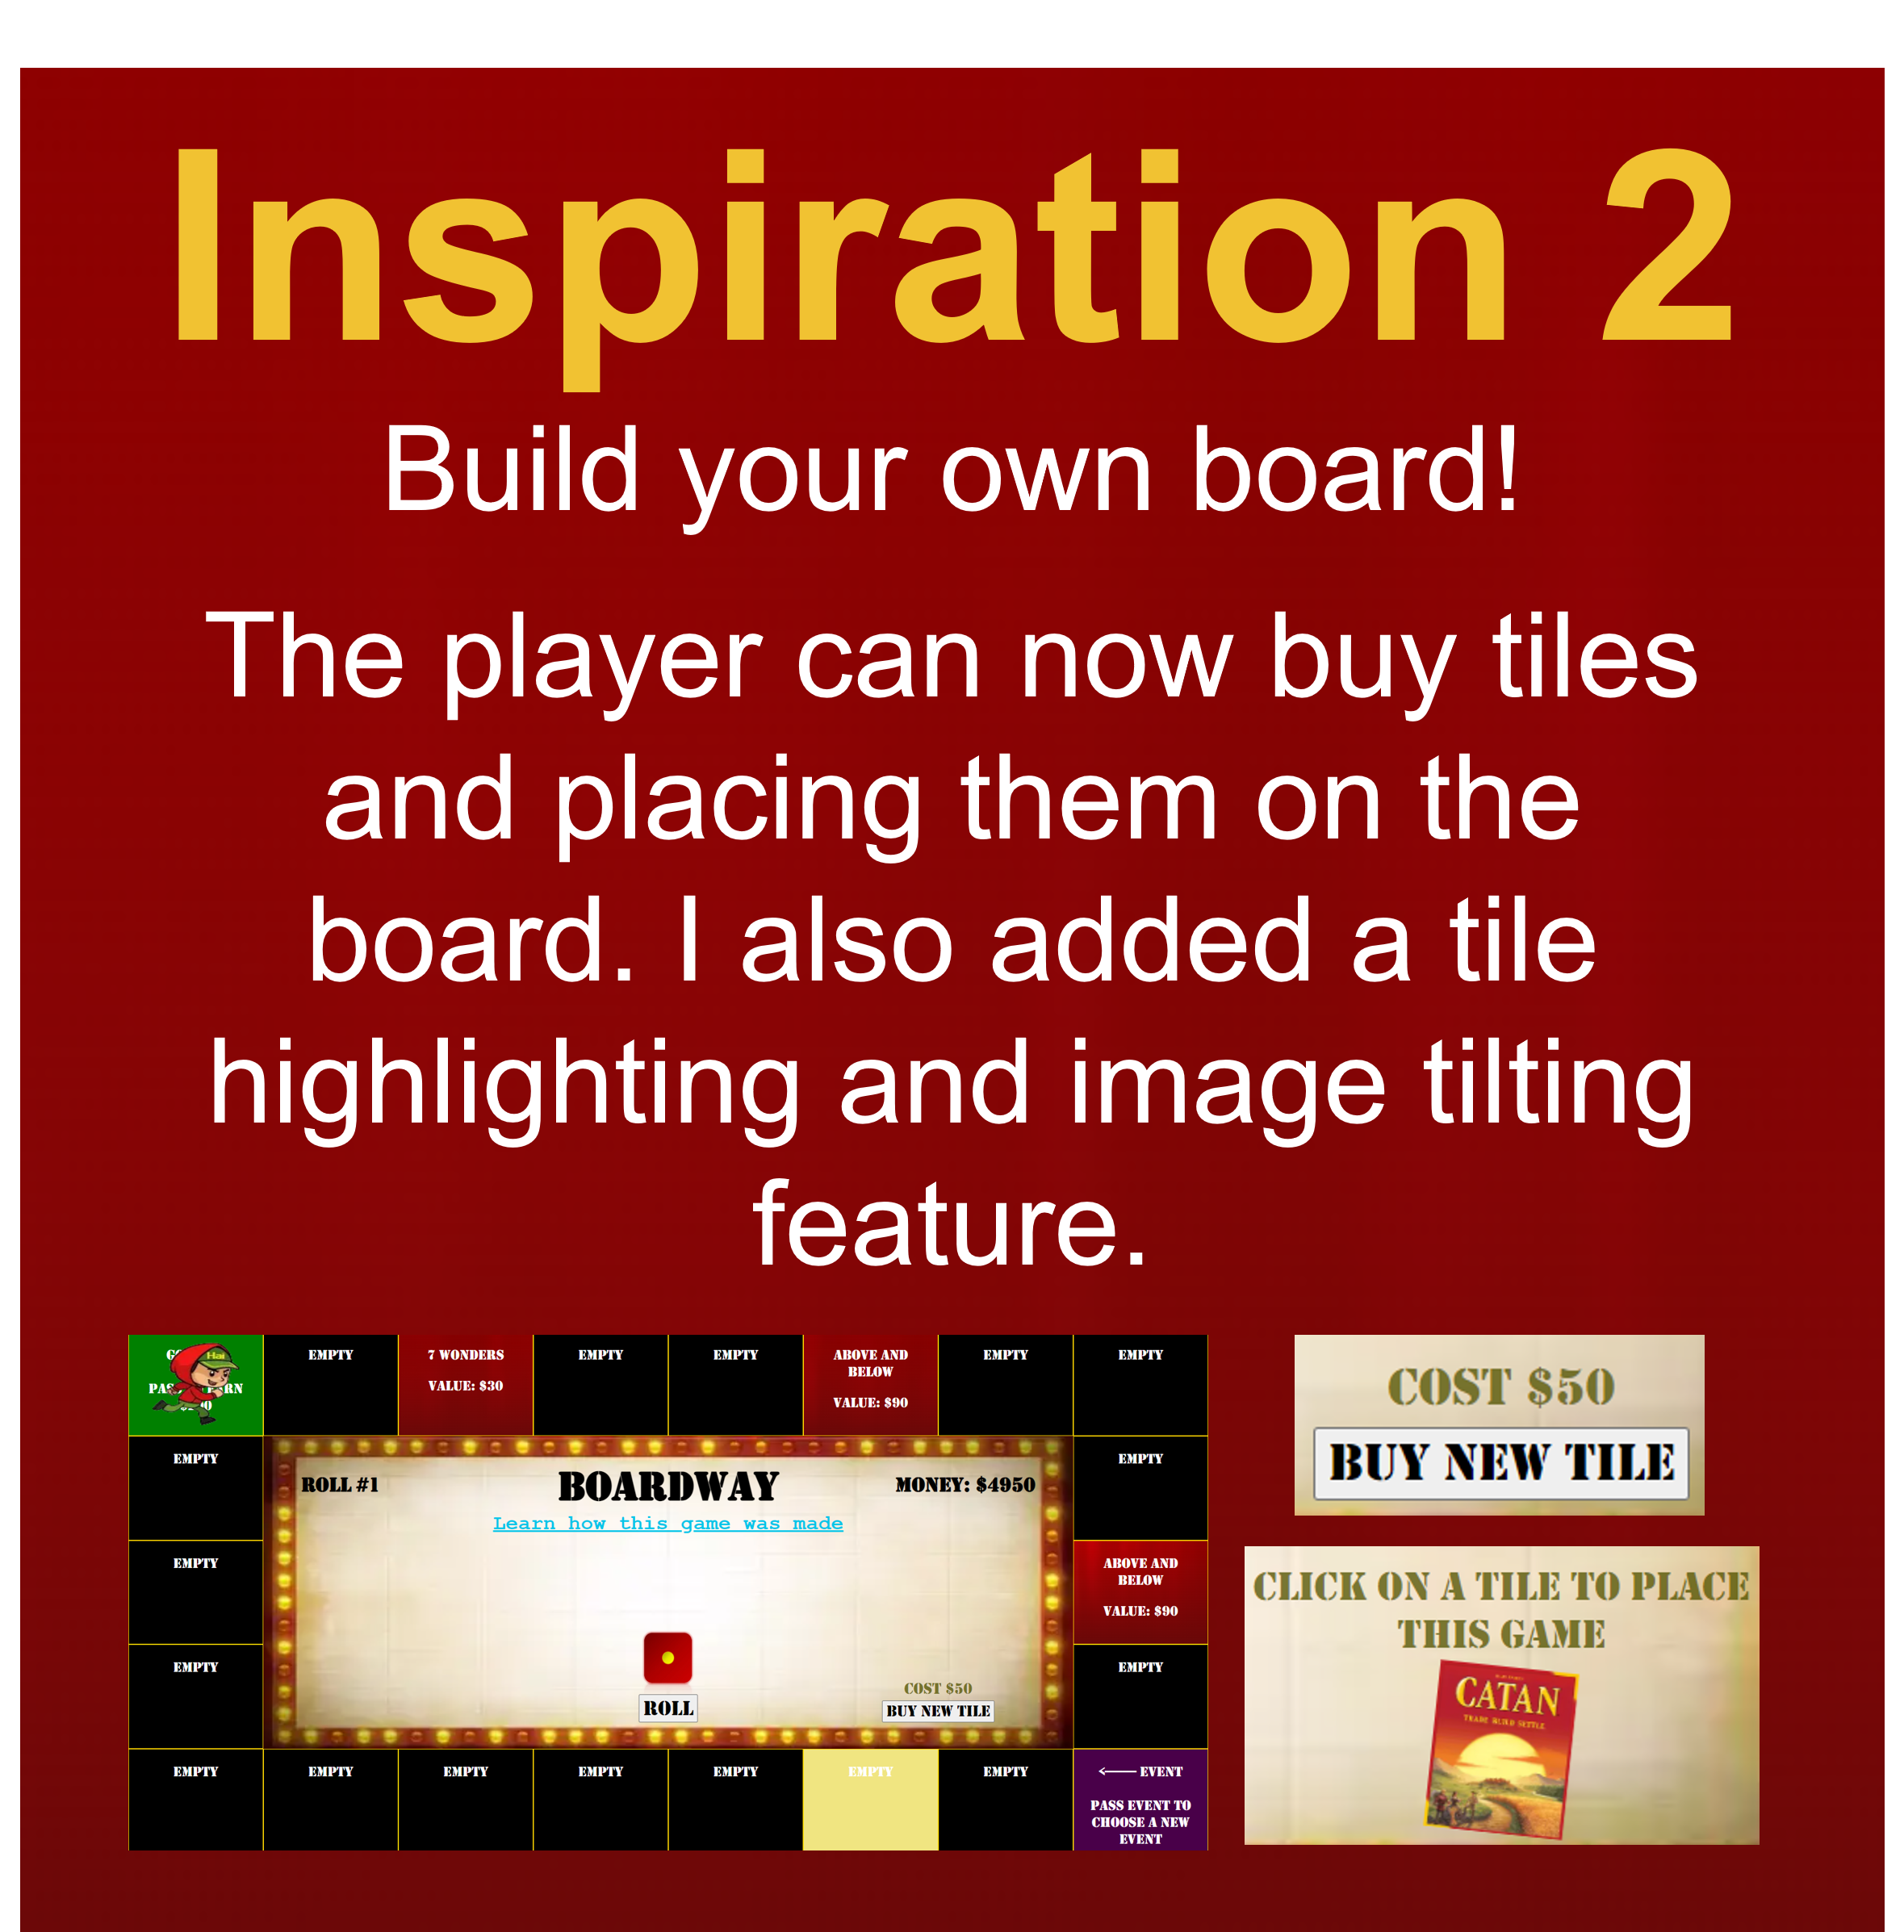 Inspiration 2
Build your own board!
The player can now buy tiles
and placing them on the
board. I also added a tile
highlighting and image tilting
feature.
EMPTY
7 WONDERS
VALUE: $30
EMPTY
EMPTY
ABOVE AND
BELOW
VALUE: $90
EMPTY
EMPTY
EMPTY
ROLL #1
BOARDWAY
MONEY: $4950
Learn how this game was made
EMPTY
EMPTY
ABOVE AND
BELOW
VALUE: $90
EMPTY
EMPTY
ROLL
COST $50
BUY NEW TILE
EMPTY
EMPTY
EMPTY
EMPTY
EMPTY
EMPTY
EMPTY
EVENT
PASS EVENT TO
CHOOSE A NEW
EVENT
COST $50
BUY NEW TILE
CLICK ON A TILE TO PLACE
THIS GAME
CATAN
TRADE BUILD SETTLE